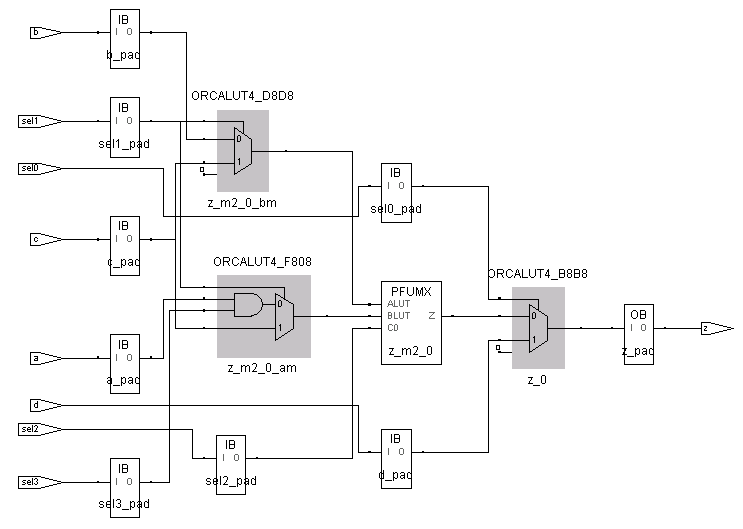 b
IB
I O
b_pad
ORCALUT4_D8D8
sel1
IB
I O
sel1_pad
0
1
0
z_m2_0_bm
sel0
IB
I O
sel0_pad
c
IB
I O
c_pad
ORCALUT4_F808
0
1
z_m2_0_am
PFUMX
ALUT
BLUT Z
C0
z_m2_0
ORCALUT4_B8B8
0
1
0
z_0
OB
I O
z_pad
z
a
IB
I O
a_pad
d
IB
I O
d_pad
sel2
IB
I O
sel2_pad
sel3
IB
I O
sel3_pad